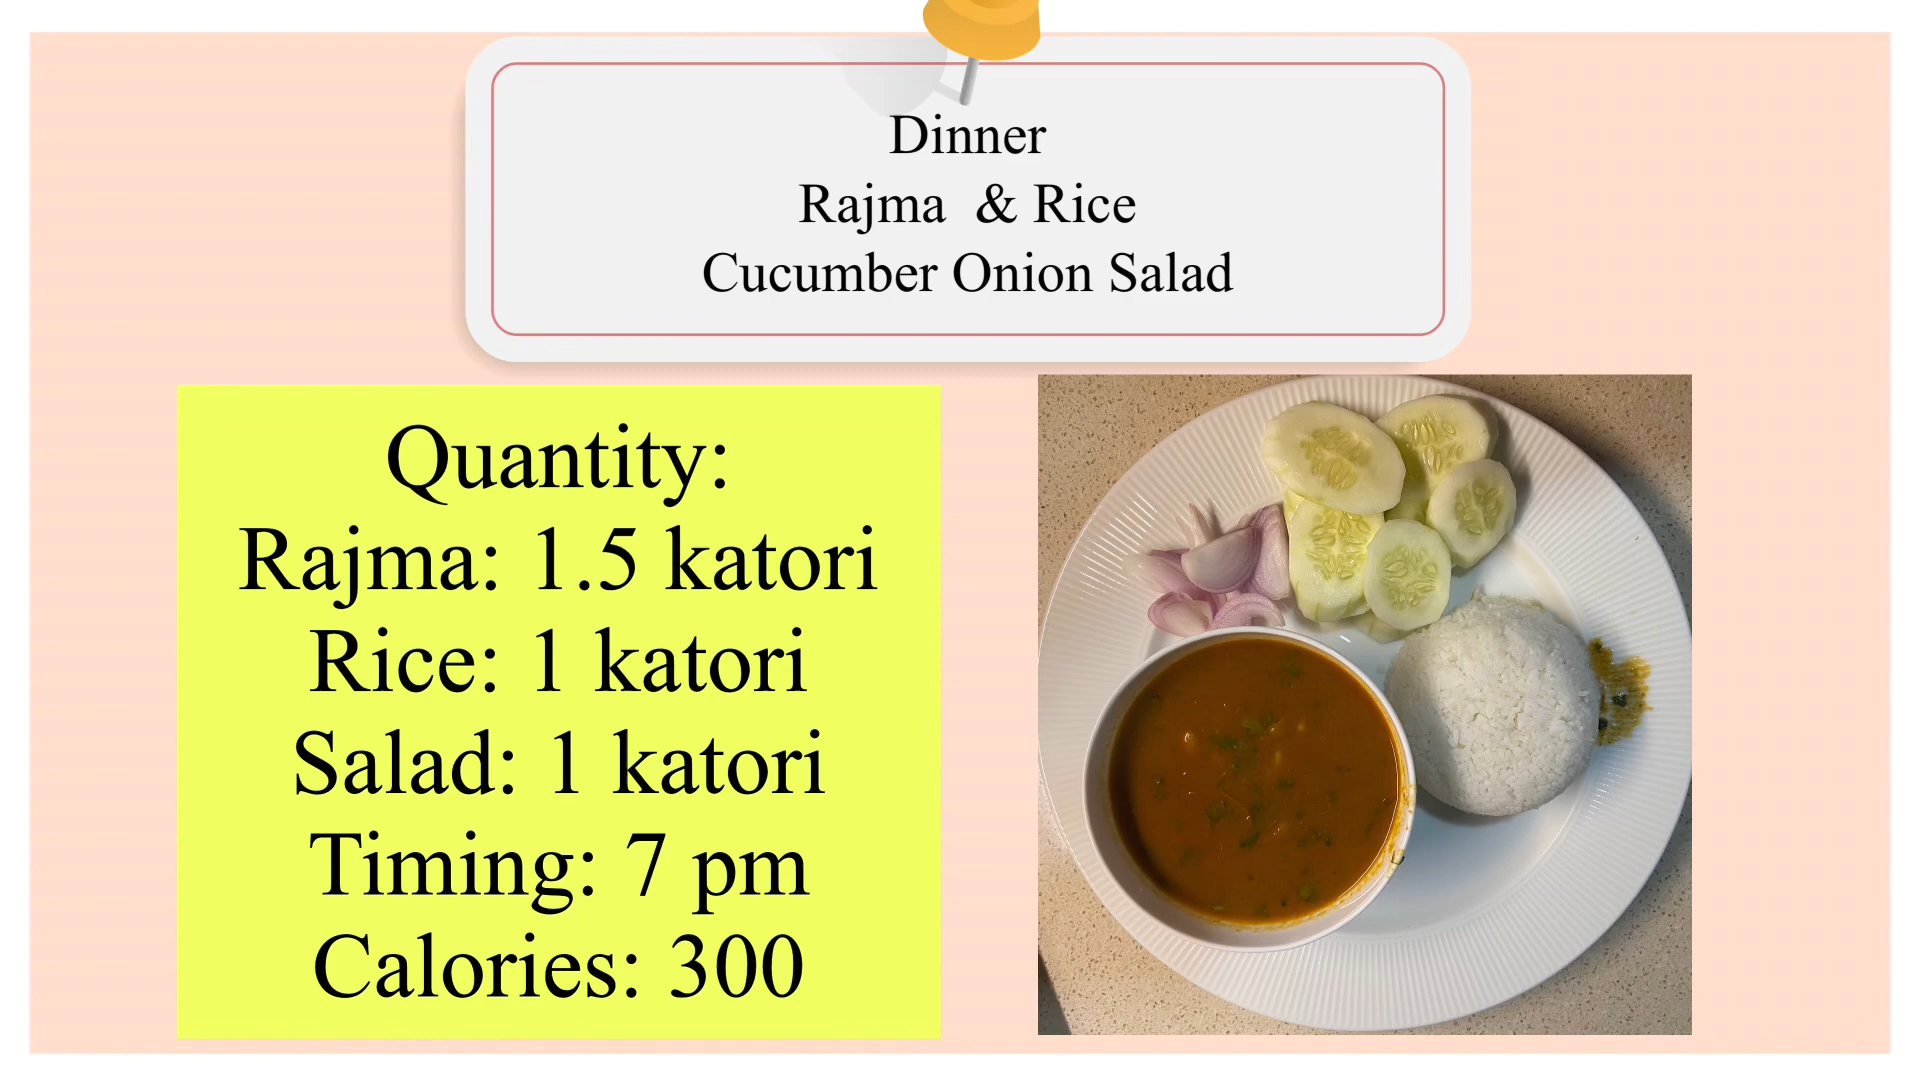 Dinner
Rajma & Rice
Cucumber Onion Salad
Quantity:
Rajma: 1.5 katori
Rice: 1 katori
Salad: 1 katori
Timing: 7 pm
Calories: 300